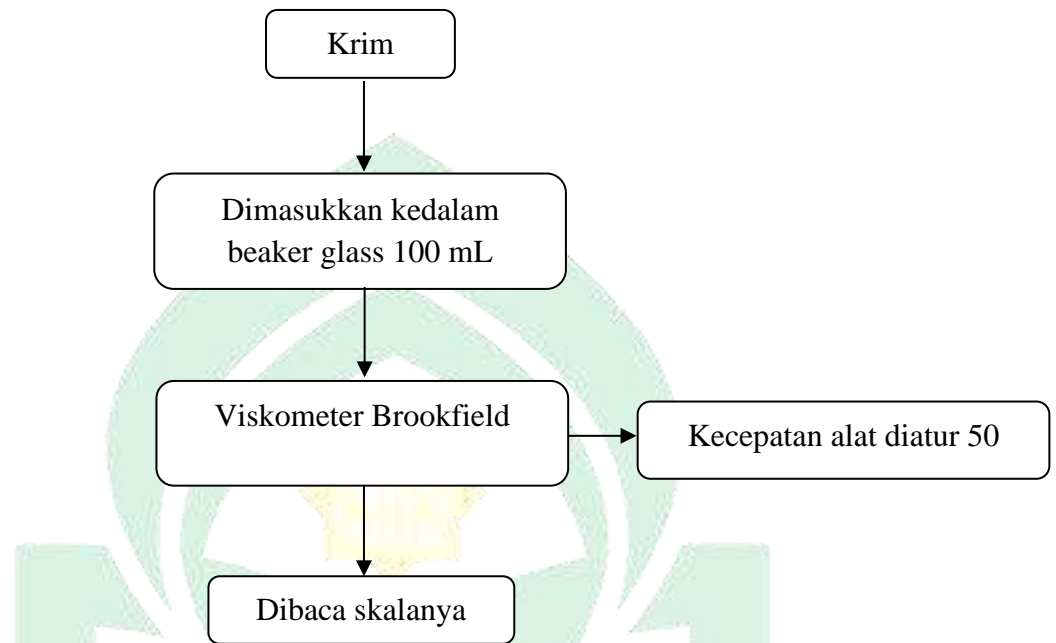 Krim
Dimasukkan kedalam
beaker glass 100 mL
Viskometer Brookfield
Kecepatan alat diatur 50
Dibaca skalanya